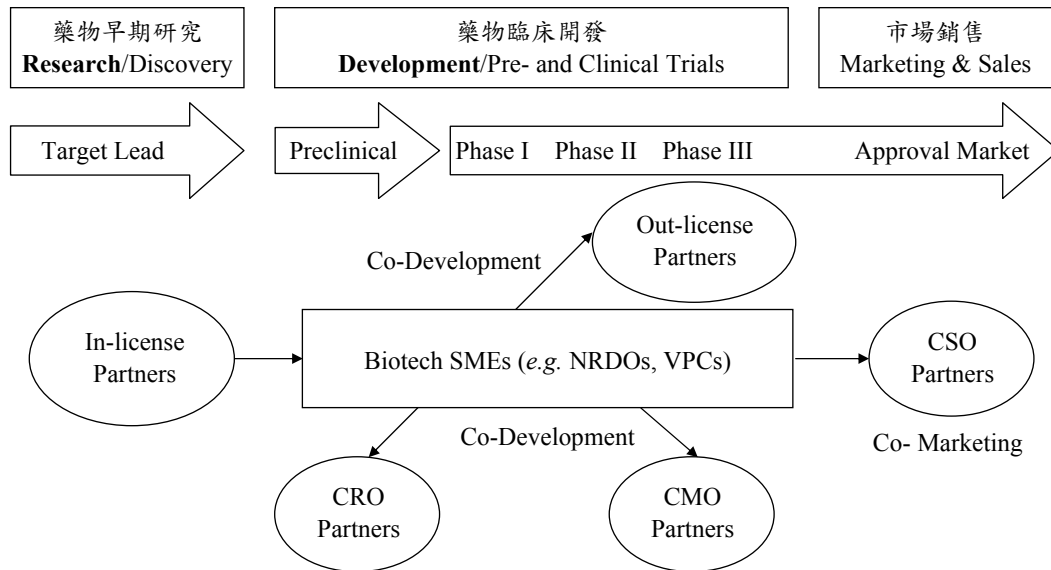 藥物早期研究
Research/Discovery
藥物臨床開發
Development/Pre- and Clinical Trials
市場銷售
Marketing & Sales
Target Lead
Preclinical
Phase I Phase II Phase III Approval Market
Out-license
Partners
Co-Development
In-license
Partners
Biotech SMEs (e.g. NRDOs, VPCs)
CSO
Partners
Co-Development
Co- Marketing
CRO
Partners
CMO
Partners